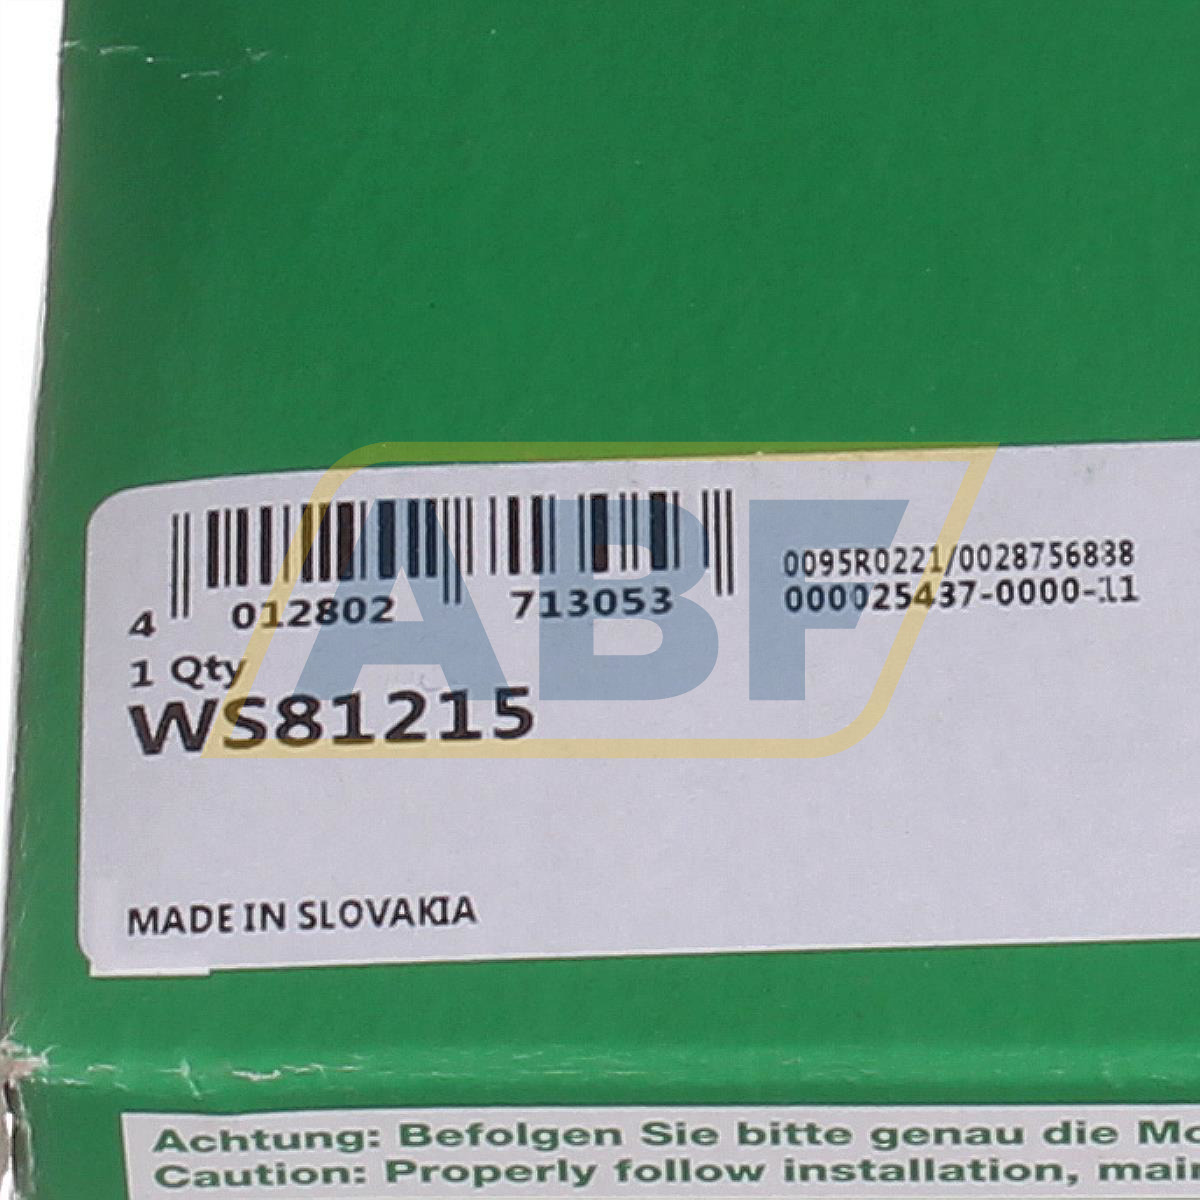 4 012802 713053
0095R0221/0028756838
000025437-0000-11
1 Qty
WS81215
ABF
MADE IN SLOVAKIA
Achtung: Befolgen Sie bitte genau die
Caution: Properly follow installation,